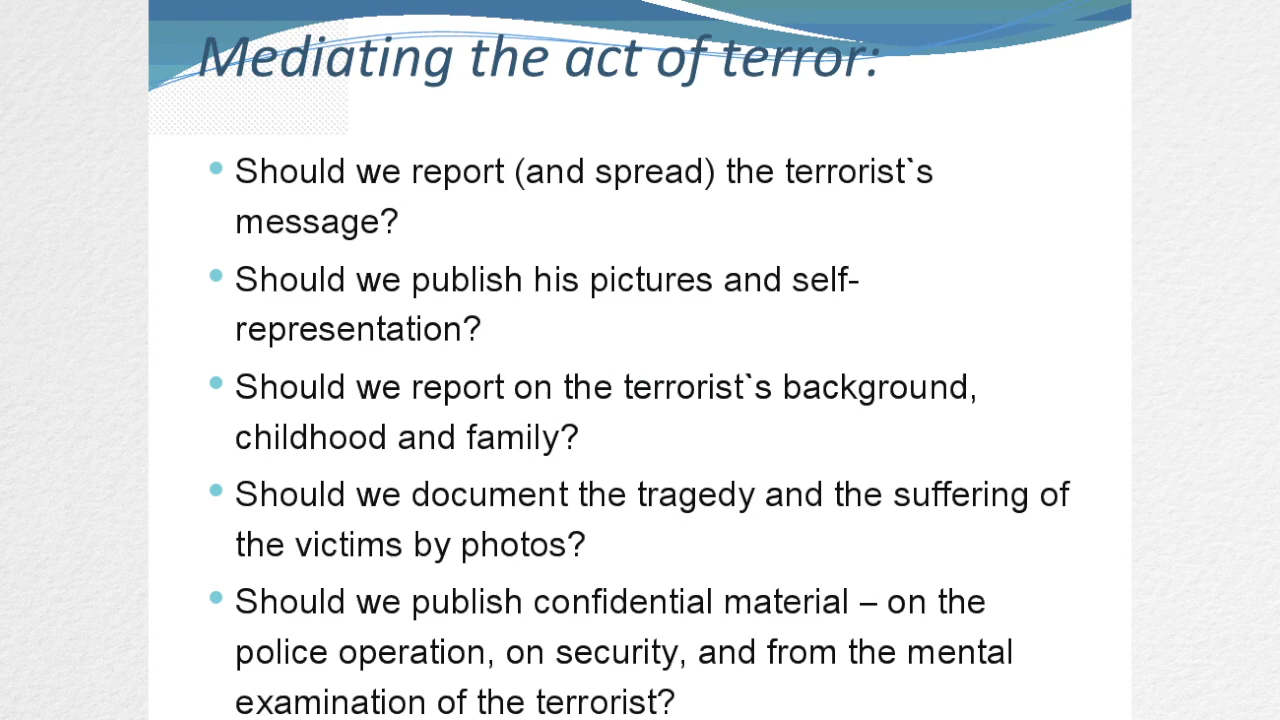 Mediating the act of terror:
• Should we report (and spread) the terrorist`s
message?
• Should we publish his pictures and self-
representation?
• Should we report on the terrorist`s background,
childhood and family?
• Should we document the tragedy and the suffering of
the victims by photos?
• Should we publish confidential material – on the
police operation, on security, and from the mental
examination of the terrorist?